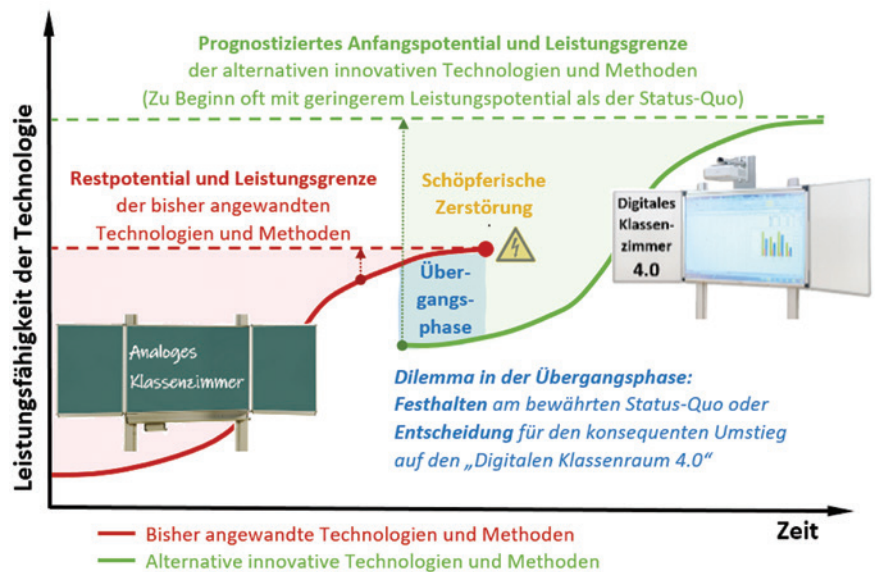 Leistungsfähigkeit der Technologie
Prognostiziertes Anfangspotential und Leistungsgrenze
der alternativen innovativen Technologien und Methoden
(Zu Beginn oft mit geringerem Leistungspotential als der Status-Quo)
Restpotential und Leistungsgrenze
der bisher angewandten
Technologien und Methoden
Schöpferische
Zerstörung
Digitales
Klassen-
zimmer
4.0
Über-
gangs-
phase
Analoges
Klassenzimmer
Dilemma in der Übergangsphase:
Festhalten am bewährten Status-Quo oder
Entscheidung für den konsequenten Umstieg
auf den „Digitalen Klassenraum 4.0“
Zeit
Bisher angewandte Technologien und Methoden
Alternative innovative Technologien und Methoden